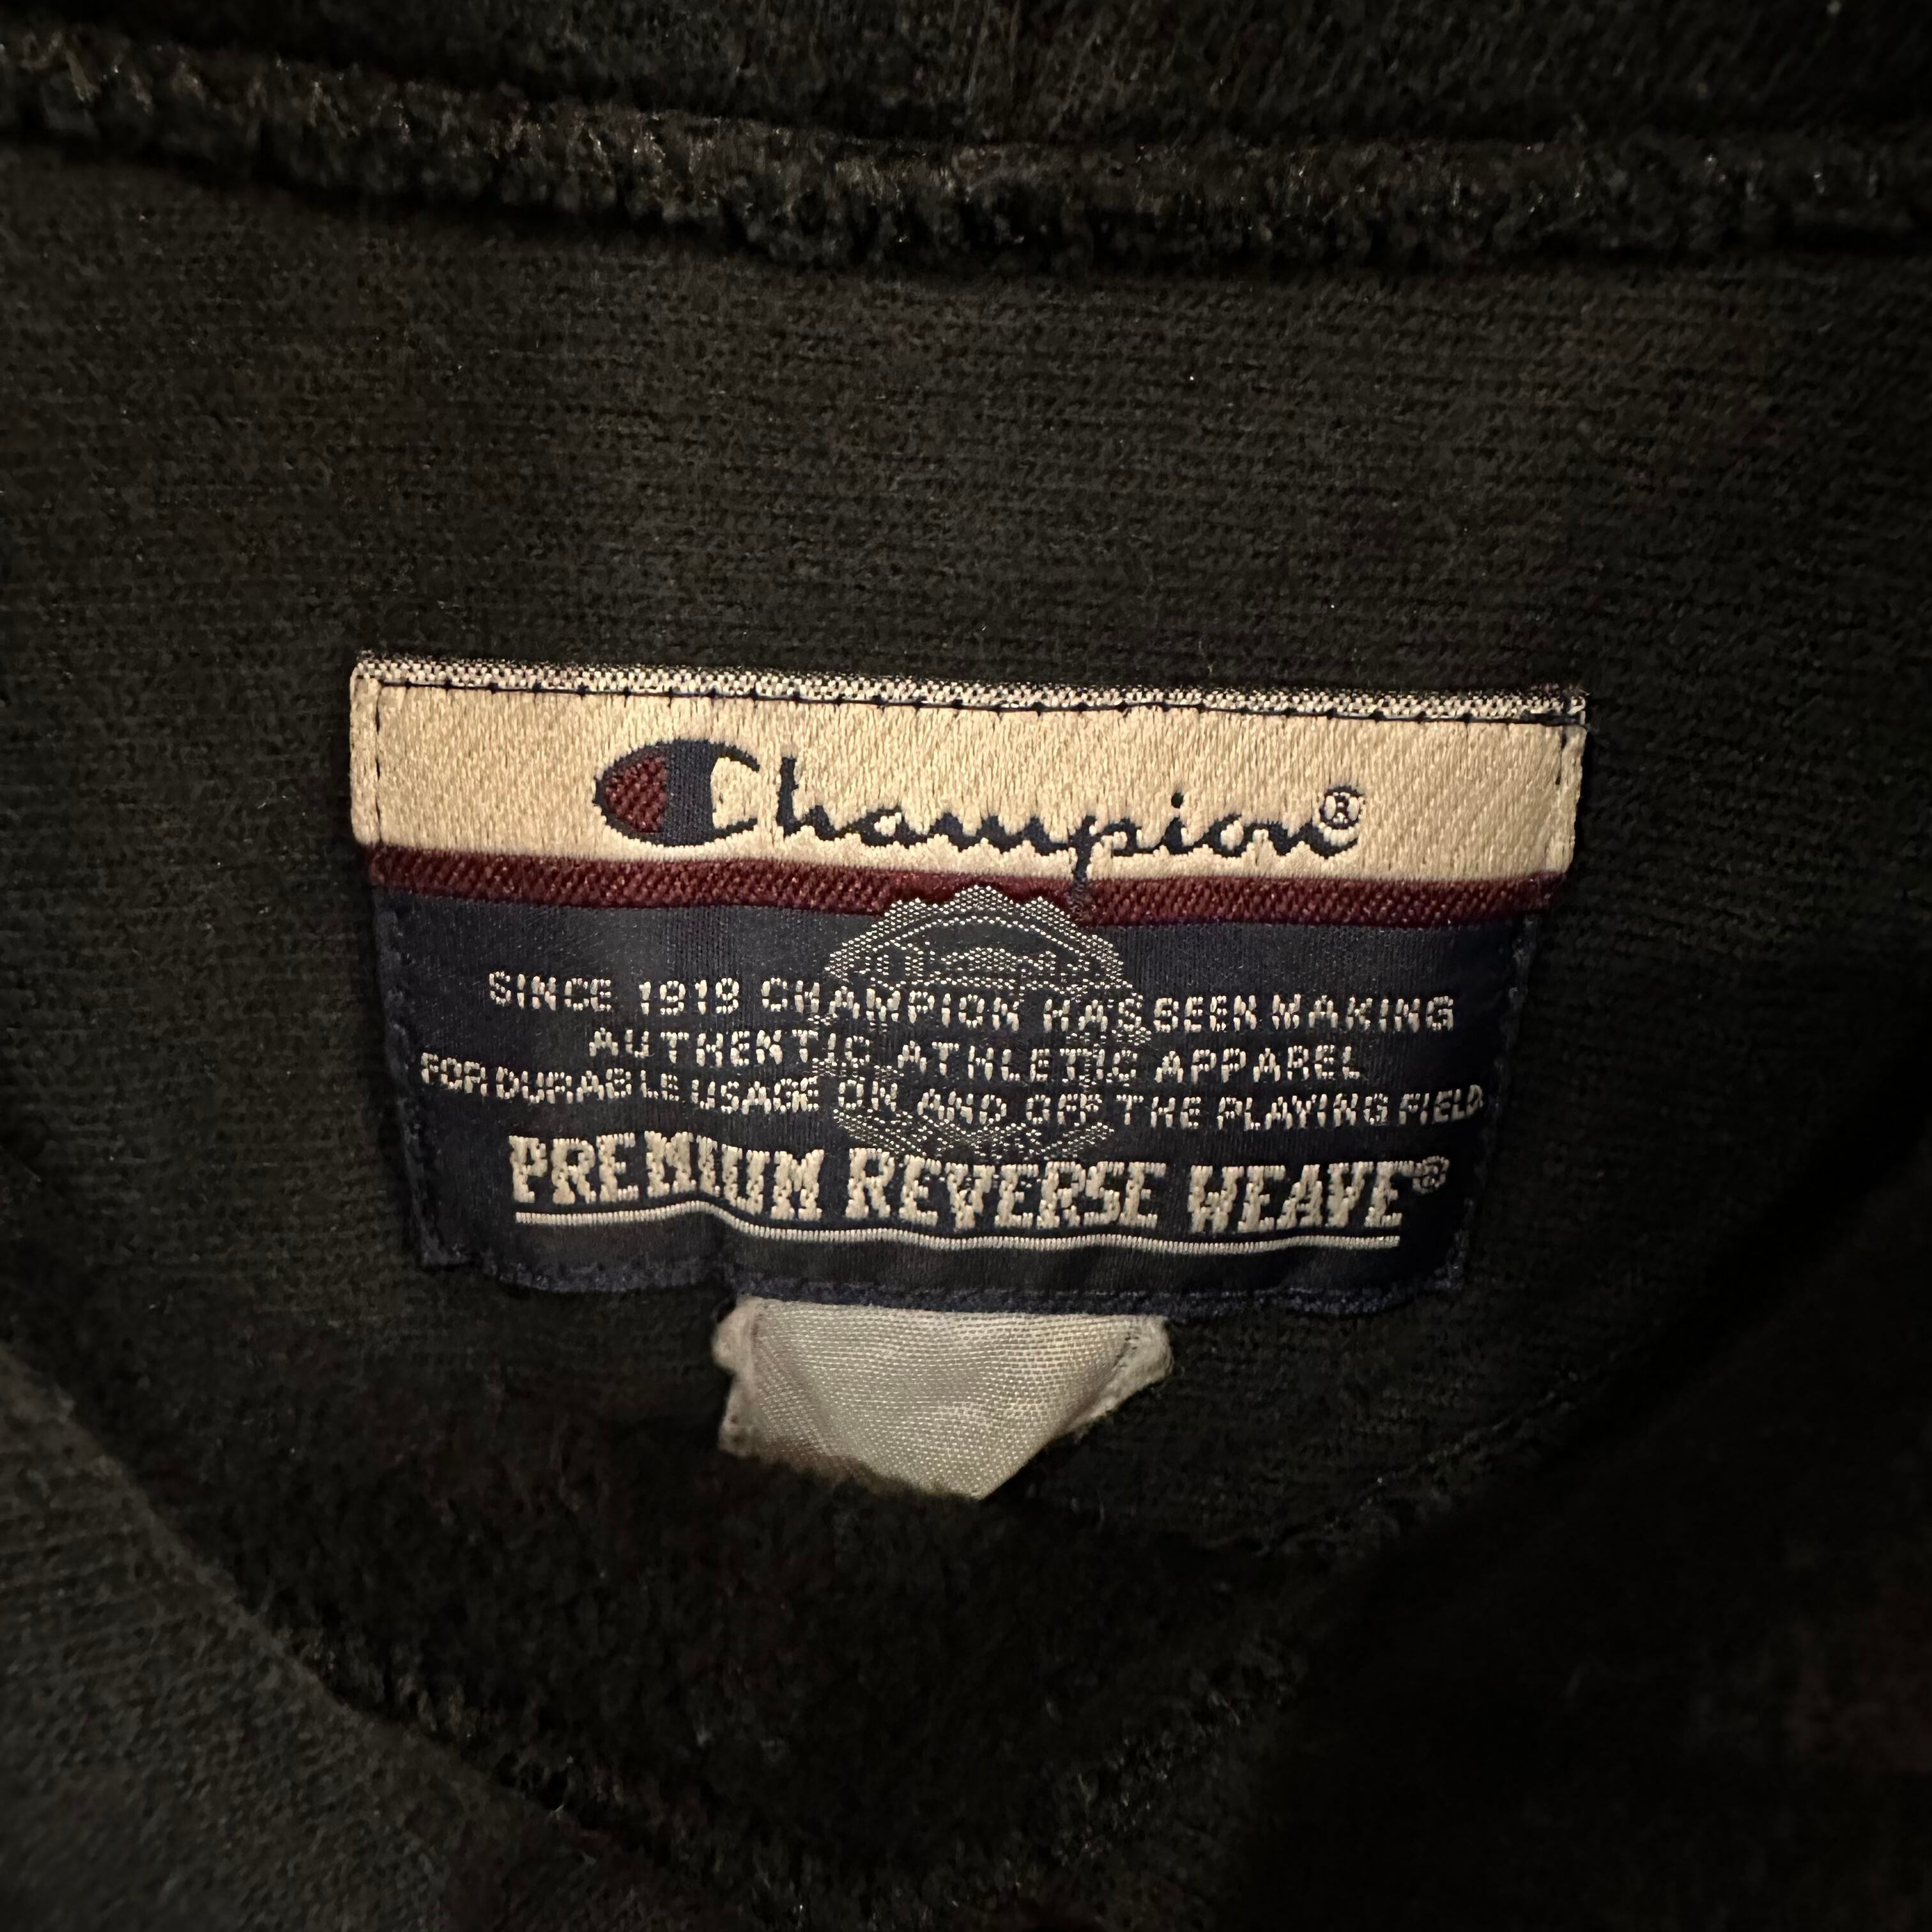 Champion®
SINCE 1919 CHAMPION HAS BEEN MAKING
AUTHENTIC ATHLETIC APPAREL
FOR DURABLE USAGE ON AND OFF THE PLAYING FIELD.
PREMIUM REVERSE WEAVE®